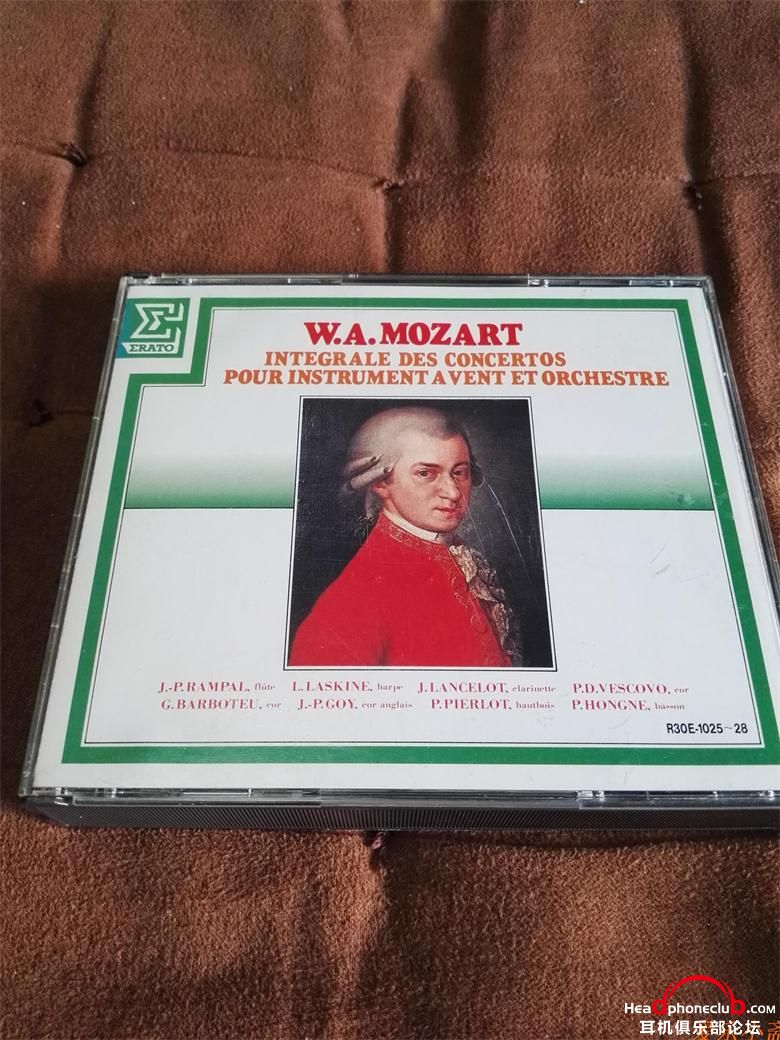 ERATO
W.A.MOZART
INTEGRALE DES CONCERTOS
POUR INSTRUMENT A VENT ET ORCHESTRE
J.-P.RAMPAL, flûte L.LASKINE, harpe J.LANCELOT, clarinette P.D.VESCOVO, cor
G.BARBOTEU, cor J.-P.GOY, cor anglais P.PIERLOT, hautbois P.HONGNE, basson
R30E-1025~28
Headphoneclub.com
耳机俱乐部论坛